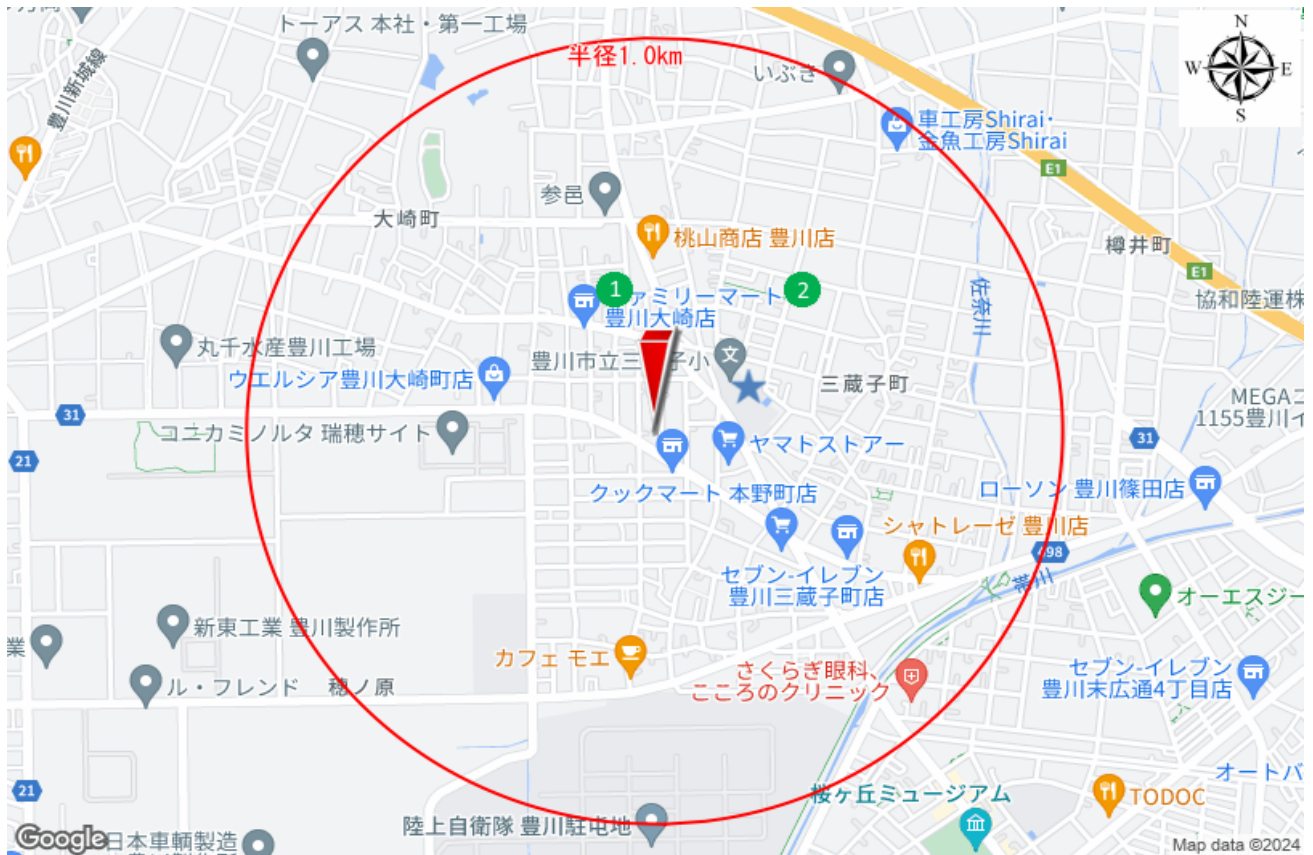 トーアス 本社・第一工場
半径1.0km
いぶき
N
W
E
S
豊川新城線
車工房Shirai・
金魚工房Shirai
E1
参邑
大崎町
桃山商店 豊川店
樽井町
E1
佐奈川
1
2
ファミリーマート
豊川大崎店
協和陸運株
丸千水産豊川工場
豊川市立三
子小
ウエルシア豊川大崎町店
三蔵子町
MEGA
1155豊川イ
31
コニカミノルタ 瑞穂サイト
ヤマトストアー
31
21
クックマート 本野町店
ローソン 豊川篠田店
シャトレーゼ 豊川店
498
セブン-イレブン
豊川三蔵子町店
帯川
オーエスジー
新東工業 豊川製作所
業
カフェ モエ
さくらぎ眼科、
こころのクリニック
セブン-イレブン
豊川末広通4丁目店
ル・フレンド 穂ノ原
21
オートバ
桜ヶ丘ミュージアム
TODOC
陸上自衛隊 豊川駐屯地
Google
日本車輌製造
Map data ©2024